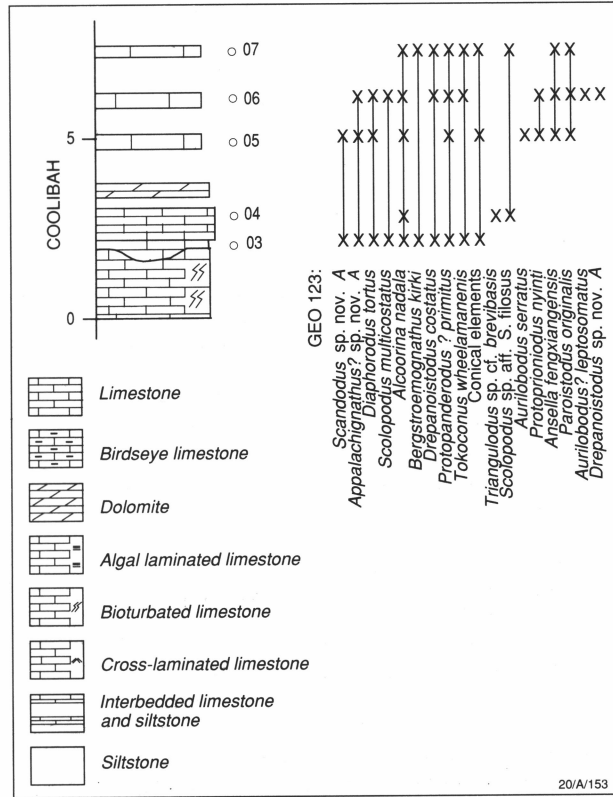 07
06
5
05
04
03
0
COOLIBAH
X X X X X X X X X X
X X X X X X X X X X X X X
X X X X X X X X X X
X X X
X X X X X X X X X X
GEO 123:
Scandodus sp. nov. A
Appalachignathus? sp. nov. A
Diaphorodus tortus
Scolopodus multicostatus
Alcoorina nadala
Bergstroemognathus kirki
Drepanoistodus costatus
Protopanderodus ? primitus
Tokoconus wheelamanensis
Conical elements
Triangulodus sp. cf. brevibasis
Scolopodus sp. aff. S. filosus
Aurilobodus serratus
Protoprioniodus nyinti
Ansella fengxiangensis
Paroistodus originalis
Aurilobodus? leptosomatus
Drepanoistodus sp. nov. A
Limestone
Birdseye limestone
Dolomite
Algal laminated limestone
Bioturbated limestone
Cross-laminated limestone
Interbedded limestone
and siltstone
Siltstone
20/A/153